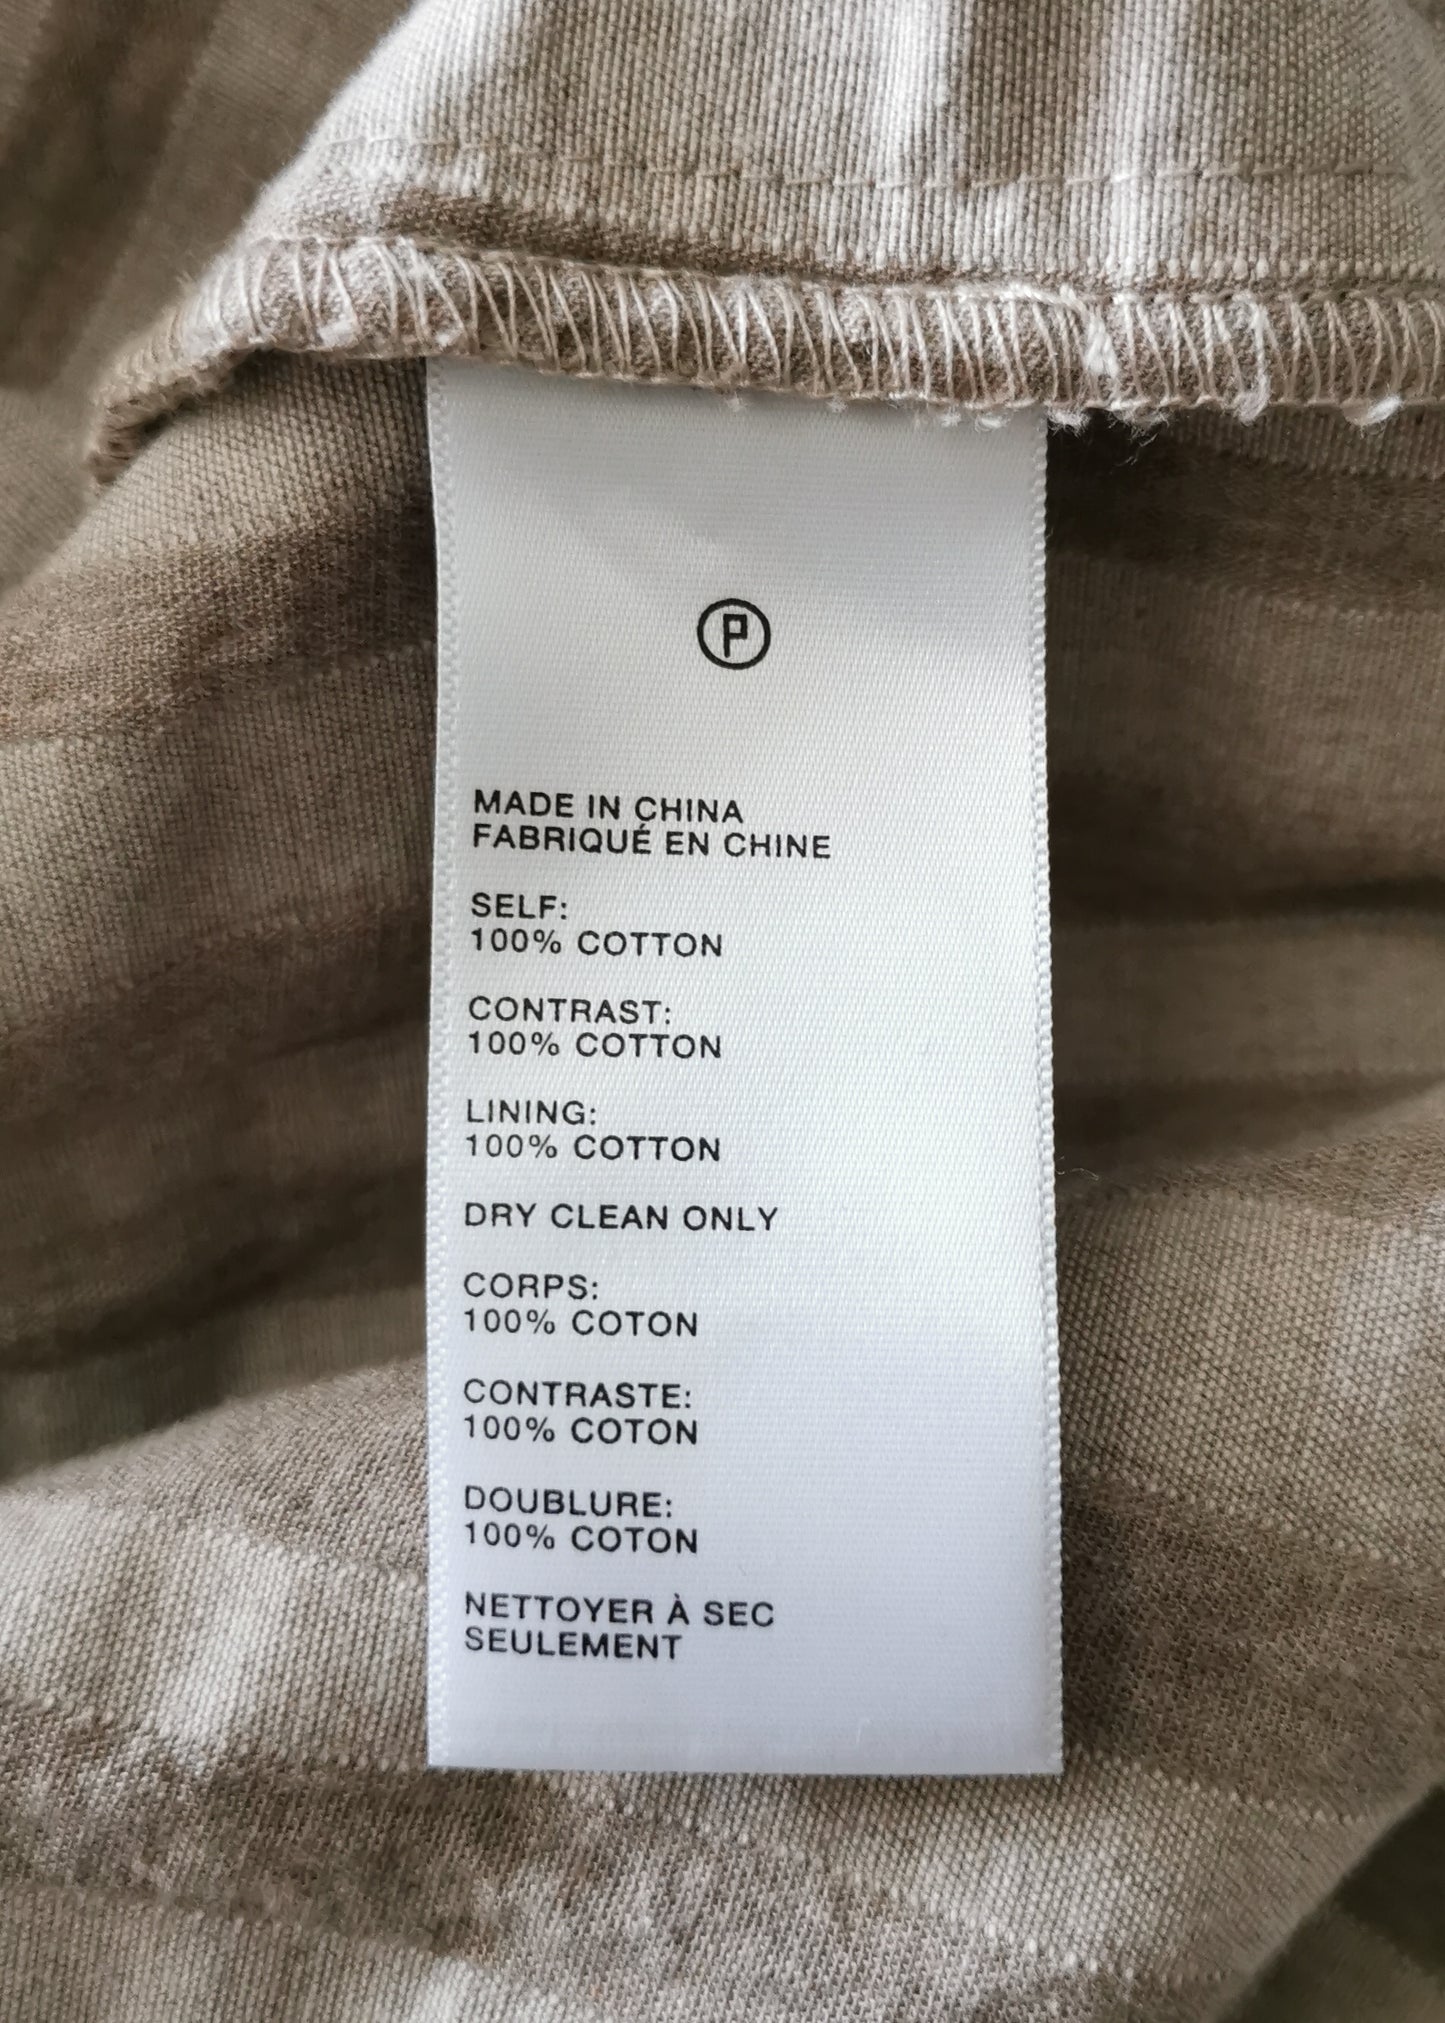 P
MADE IN CHINA
FABRIQUÉ EN CHINE
SELF:
100% COTTON
CONTRAST:
100% COTTON
LINING:
100% COTTON
DRY CLEAN ONLY
CORPS:
100% COTON
CONTRASTE:
100% COTON
DOUBLURE:
100% COTON
NETTOYER À SEC
SEULEMENT